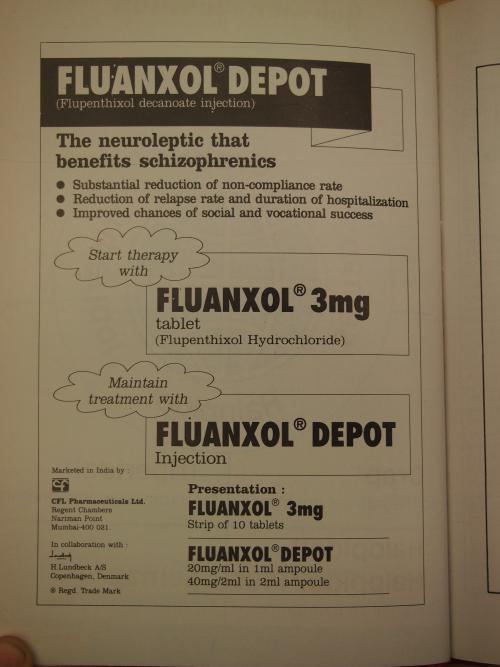 FLUANXOL® DEPOT
(Flupenthixol decanoate injection)
The neuroleptic that
benefits schizophrenics
● Substantial reduction of non-compliance rate
● Reduction of relapse rate and duration of hospitalization
● Improved chances of social and vocational success
Start therapy
with
FLUANXOL® 3mg
tablet
(Flupenthixol Hydrochloride)
Maintain
treatment with
FLUANXOL® DEPOT
Injection
Marketed in India by :
CFL Pharmaceuticals Ltd.
Regent Chambers
Nariman Point
Mumbai-400 021.
In collaboration with :
H.Lundbeck A/S
Copenhagen, Denmark
® Regd. Trade Mark
Presentation :
FLUANXOL® 3mg
Strip of 10 tablets
FLUANXOL® DEPOT
20mg/ml in 1ml ampoule
40mg/2ml in 2ml ampoule